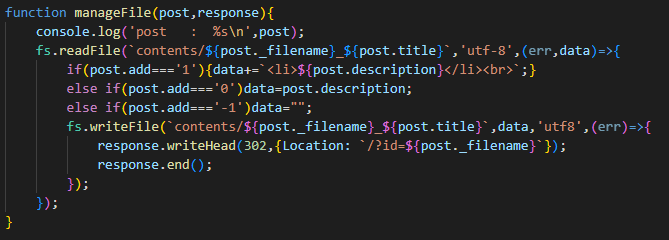 function manageFile(post,response){
    console.log('post   :  %s\n',post);
    fs.readFile(`contents/${post._filename}_${post.title}`,'utf-8',(err,data)=>{
        if(post.add==='1'){data+=`<li>${post.description}</li><br>`;}
        else if(post.add==='0')data=post.description;
        else if(post.add==='-1')data="";
        fs.writeFile(`contents/${post._filename}_${post.title}`,data,'utf8',(err)=>{
            response.writeHead(302,{Location: `/?id=${post._filename}`});
            response.end();
        });
    });
}